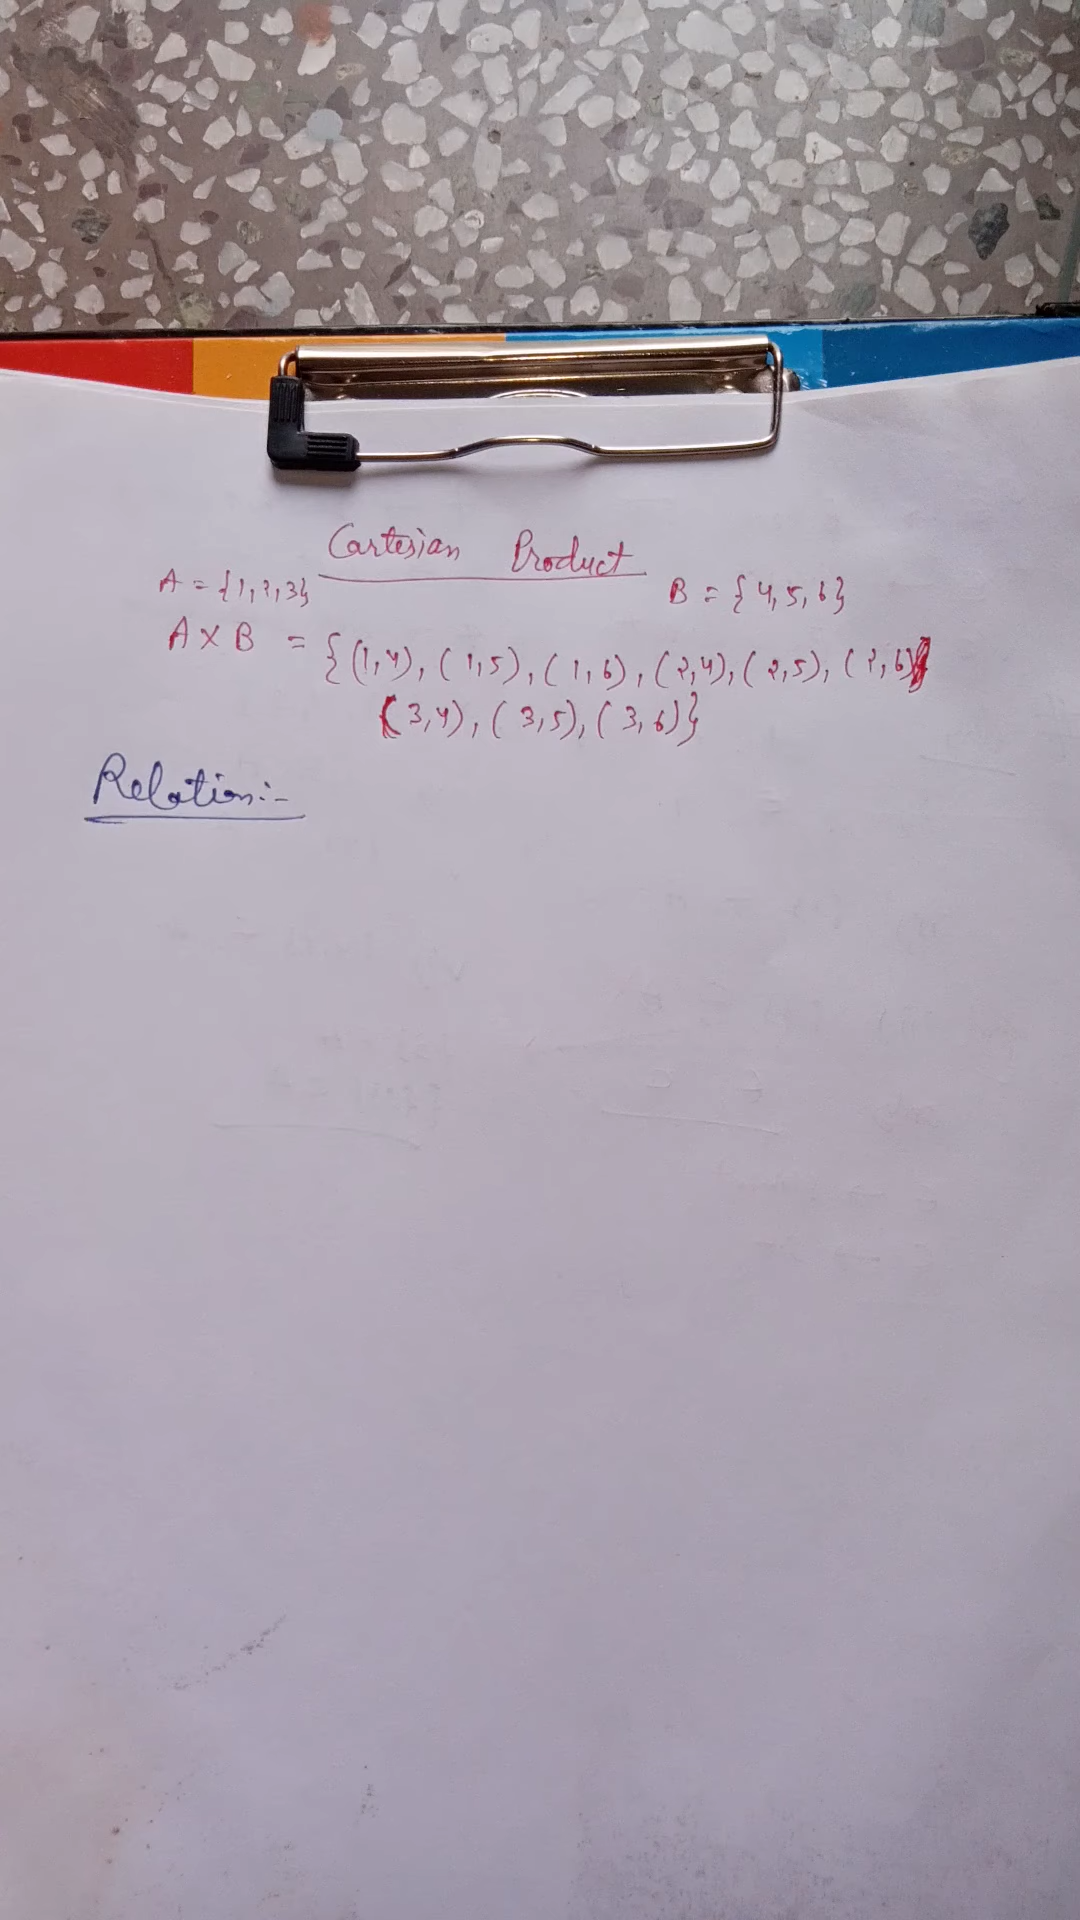 Cartesian Product
A = {1, 2, 3} B = {4, 5, 6}
A X B = {(1, 4), (1, 5), (1, 6), (2, 4), (2, 5), (2, 6)
(3, 4), (3, 5), (3, 6)}
Relation:-